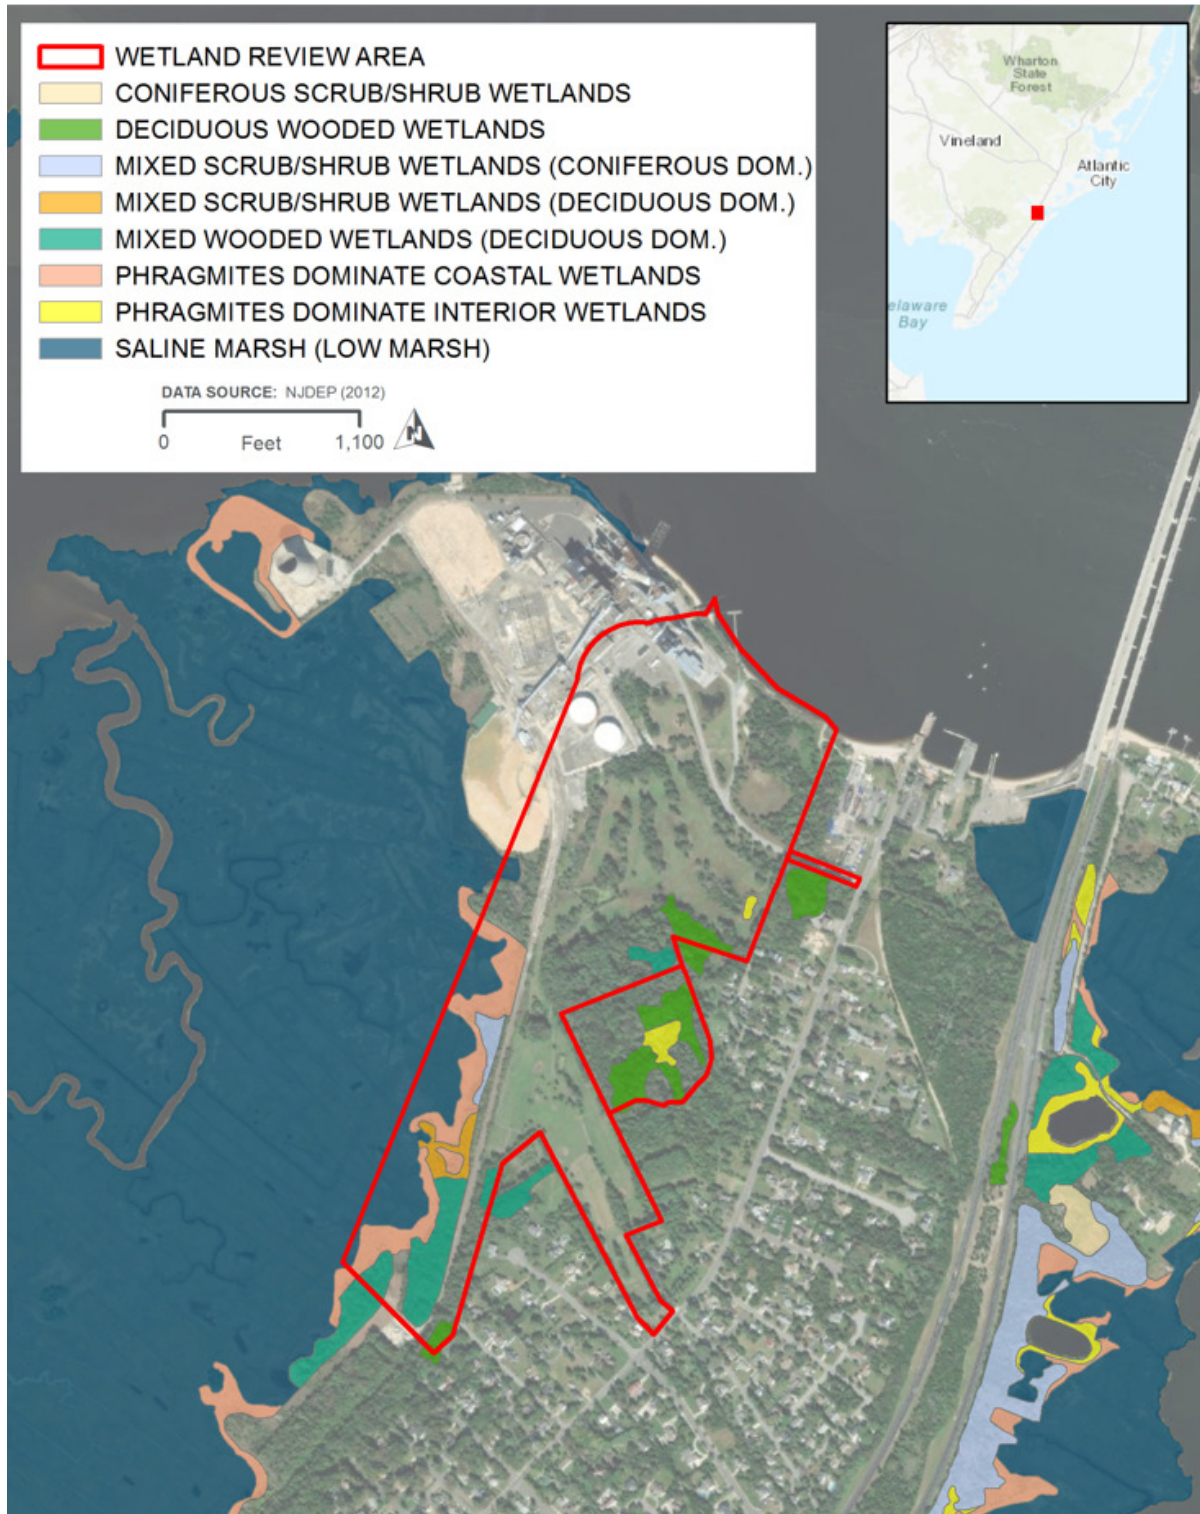 WETLAND REVIEW AREA
CONIFEROUS SCRUB/SHRUB WETLANDS
DECIDUOUS WOODED WETLANDS
MIXED SCRUB/SHRUB WETLANDS (CONIFEROUS DOM.)
MIXED SCRUB/SHRUB WETLANDS (DECIDUOUS DOM.)
MIXED WOODED WETLANDS (DECIDUOUS DOM.)
PHRAGMITES DOMINATE COASTAL WETLANDS
PHRAGMITES DOMINATE INTERIOR WETLANDS
SALINE MARSH (LOW MARSH)
DATA SOURCE: NJDEP (2012)
0 Feet 1,100
N
Wharton
State
Forest
Vineland
Atlantic
City
elaware
Bay